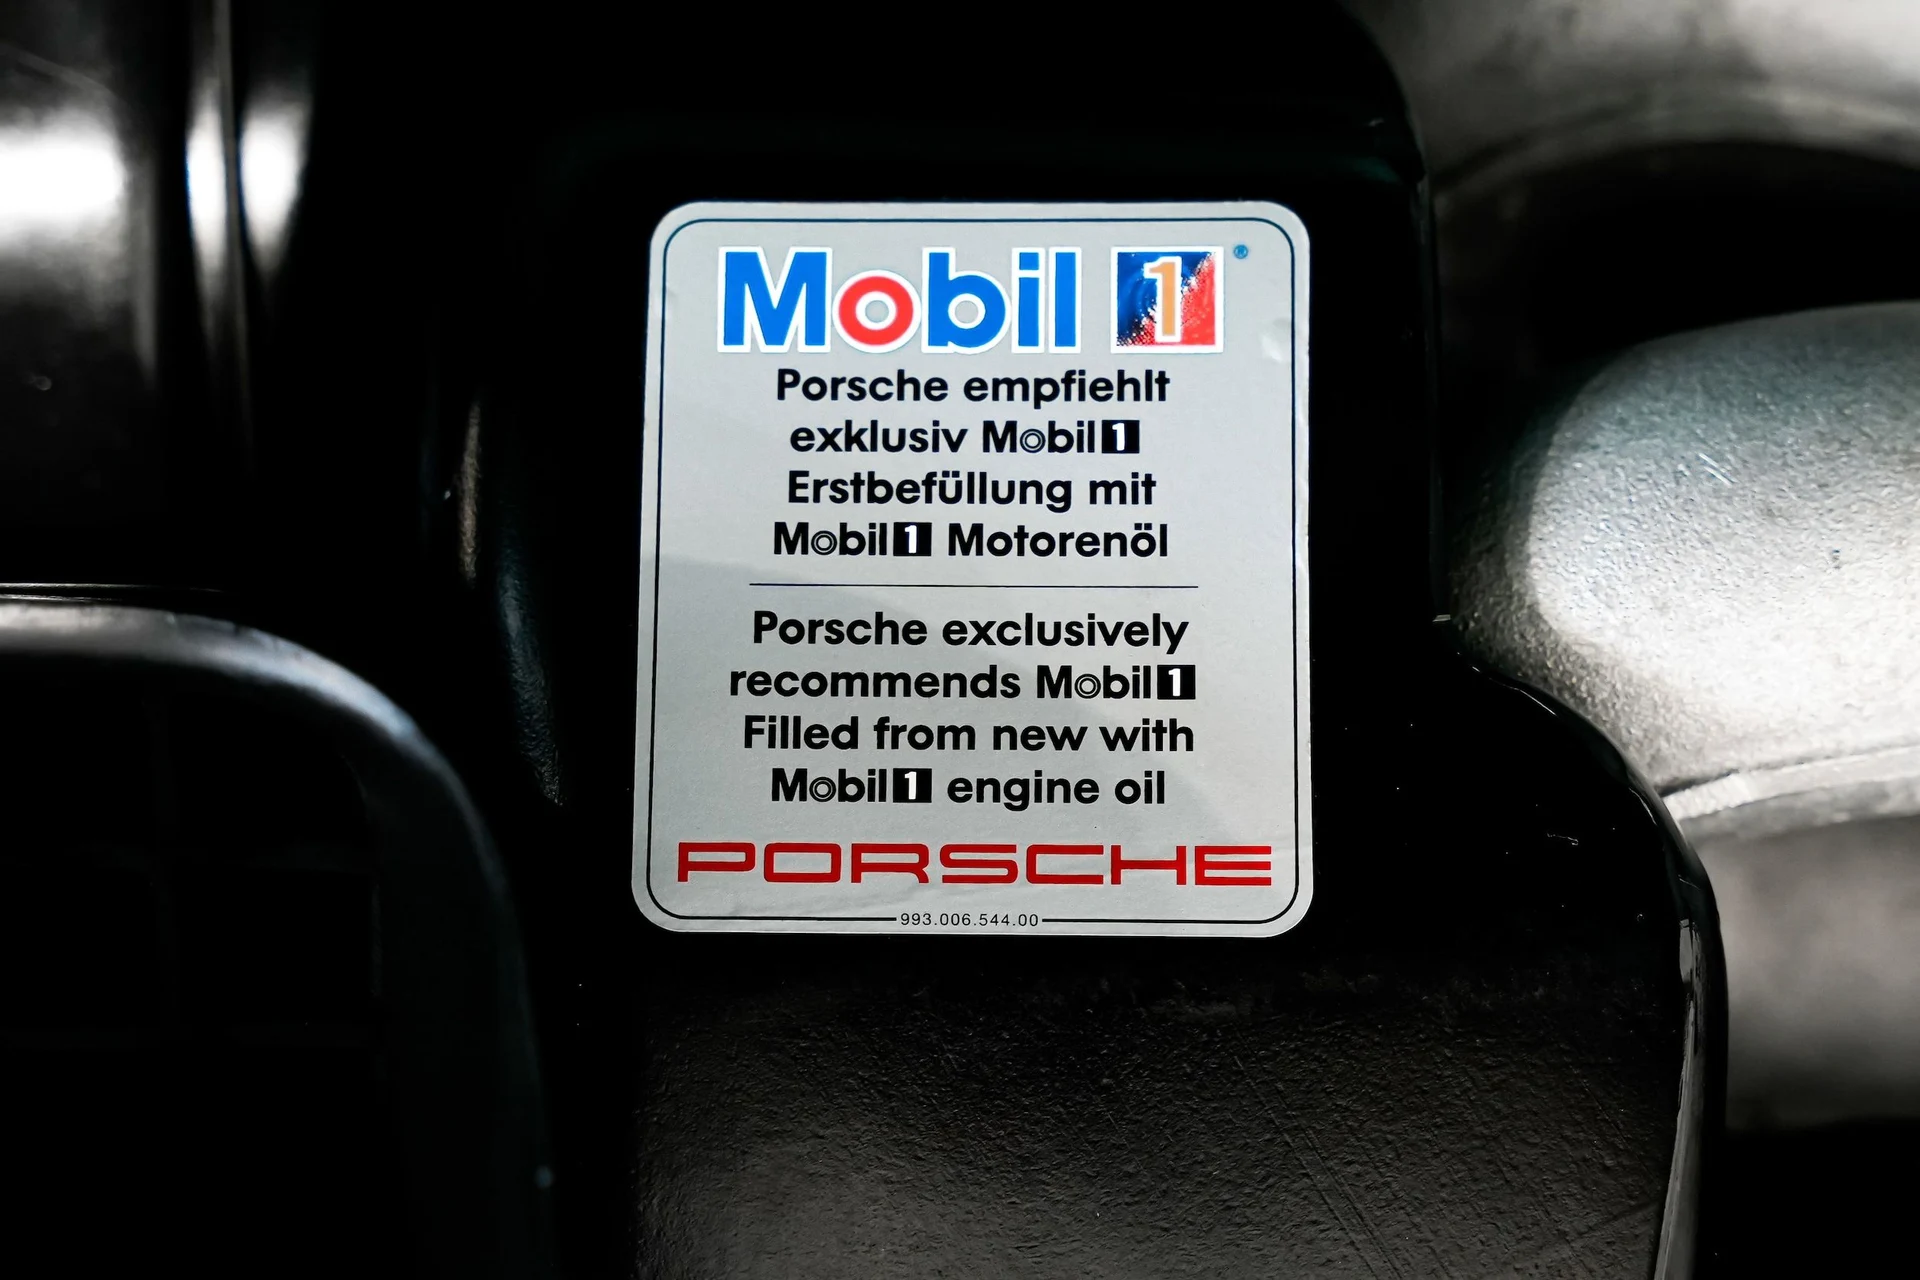 Mobil 1 ®
Porsche empfiehlt
exklusiv Mobil 1
Erstbefüllung mit
Mobil 1 Motorenöl
Porsche exclusively
recommends Mobil 1
Filled from new with
Mobil 1 engine oil
PORSCHE
993.006.544.00